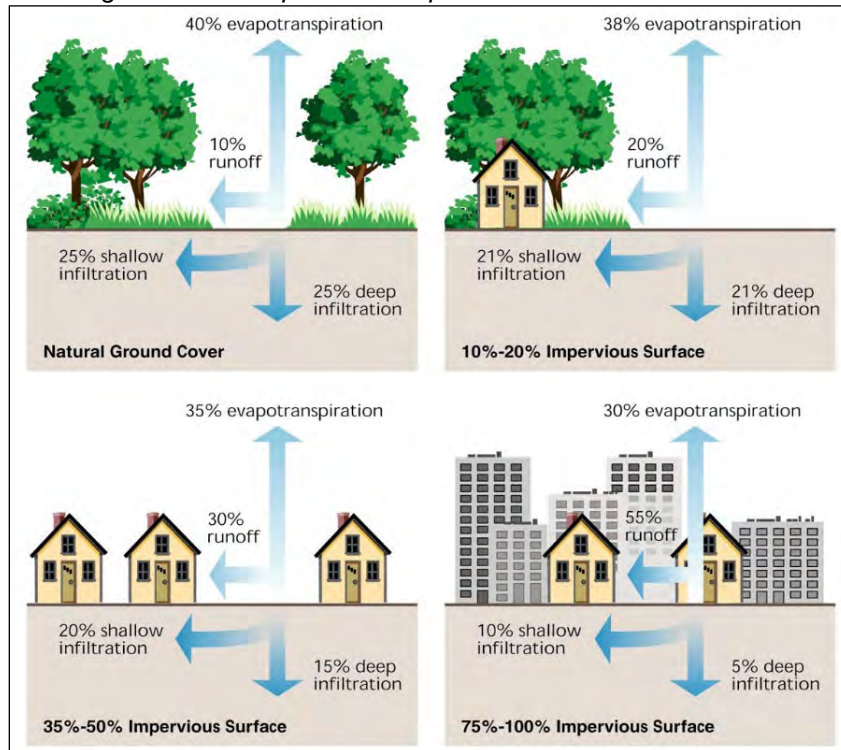 40% evapotranspiration
10%
runoff
25% shallow
infiltration
25% deep
infiltration
Natural Ground Cover
38% evapotranspiration
20%
runoff
21% shallow
infiltration
21% deep
infiltration
10%-20% Impervious Surface
35% evapotranspiration
30%
runoff
20% shallow
infiltration
15% deep
infiltration
35%-50% Impervious Surface
30% evapotranspiration
55%
runoff
10% shallow
infiltration
5% deep
infiltration
75%-100% Impervious Surface